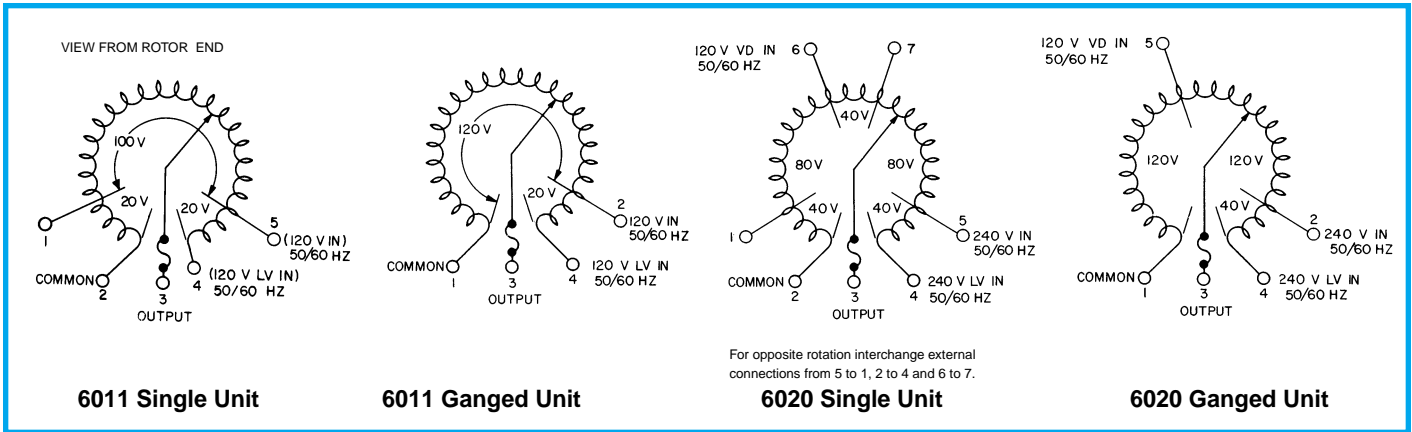 VIEW FROM ROTOR END
100 V
20 V
20 V
1
5
(120 V IN)
50/60 HZ
COMMON
2
3
4
(120 V LV IN)
50/60 HZ
OUTPUT
6011 Single Unit
120 V
20 V
2
120 V IN
50/60 HZ
COMMON
1
3
4
120 V LV IN
50/60 HZ
OUTPUT
6011 Ganged Unit
120 V VD IN
50/60 HZ
6
7
40 V
80 V
80 V
40 V
40 V
1
5
240 V IN
50/60 HZ
COMMON
2
3
4
240 V LV IN
50/60 HZ
OUTPUT
For opposite rotation interchange external
connections from 5 to 1, 2 to 4 and 6 to 7.
6020 Single Unit
120 V VD IN
50/60 HZ
5
120 V
120 V
40 V
2
240 V IN
50/60 HZ
COMMON
1
3
4
240 V LV IN
50/60 HZ
OUTPUT
6020 Ganged Unit